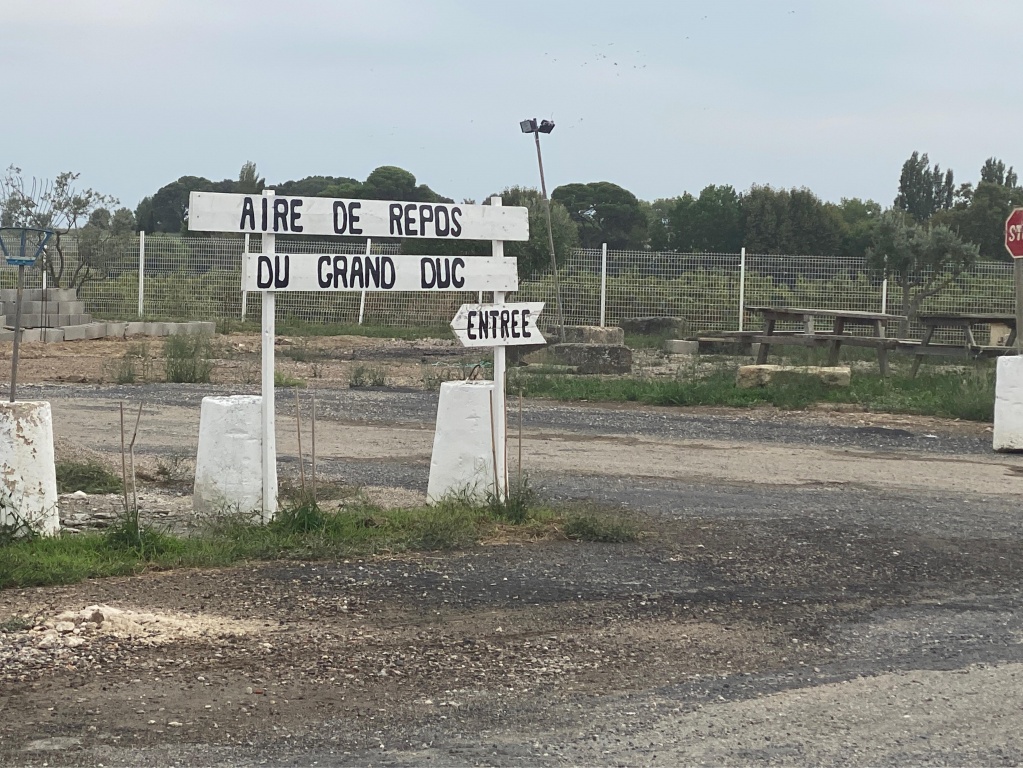 AIRE DE REPOS
DU GRAND DUC
ENTREE